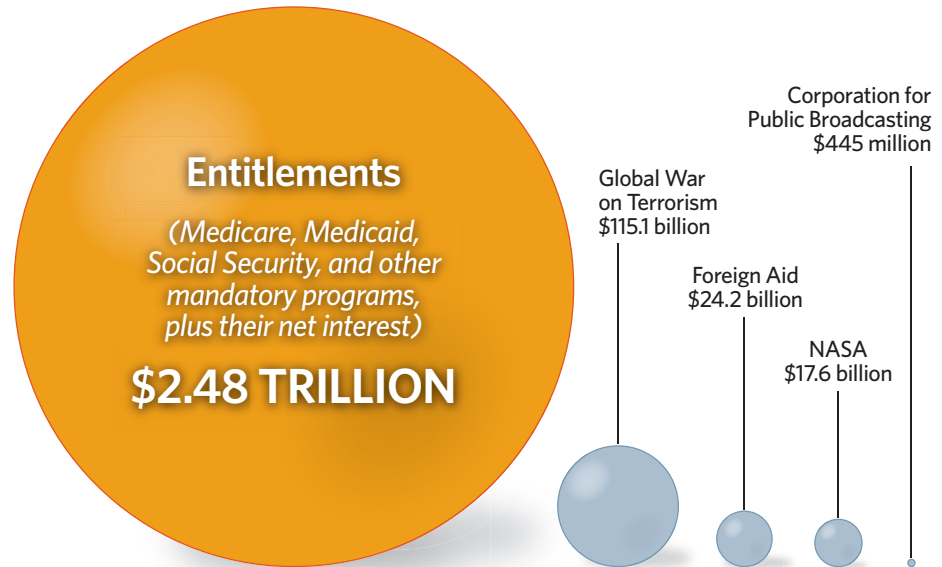 Entitlements
(Medicare, Medicaid,
Social Security, and other
mandatory programs,
plus their net interest)
$2.48 TRILLION
Global War
on Terrorism
$115.1 billion
Foreign Aid
$24.2 billion
NASA
$17.6 billion
Corporation for
Public Broadcasting
$445 million